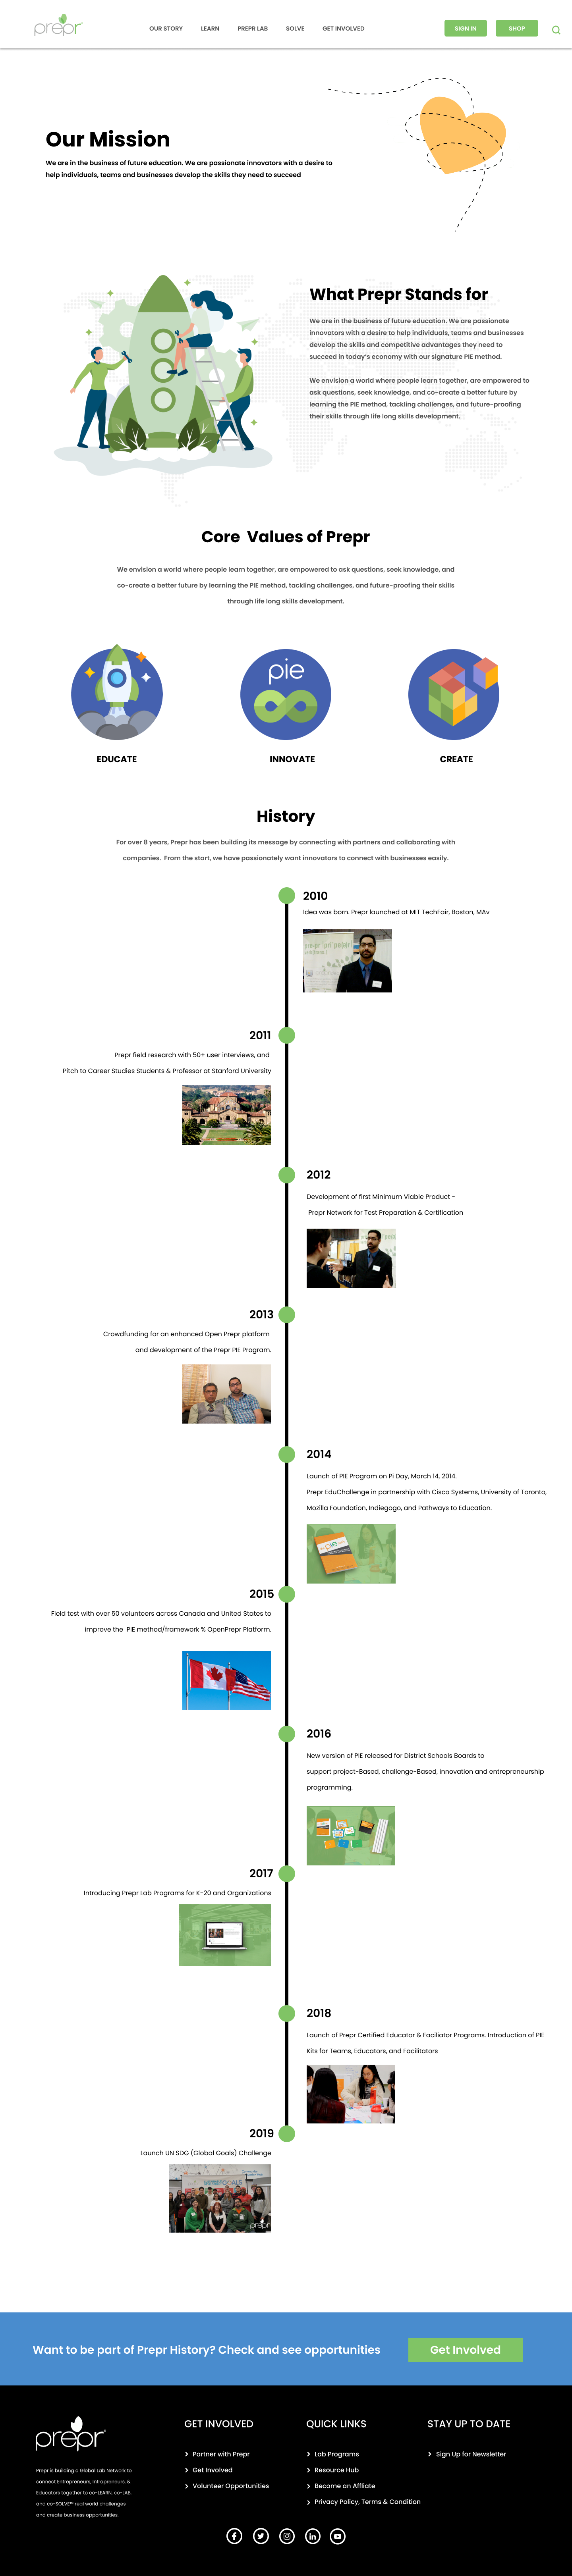 prepr
OUR STORY LEARN PREPR LAB SOLVE GET INVOLVED SIGN IN SHOP
Our Mission
We are in the business of future education. We are passionate innovators with a desire to
help individuals, teams and businesses develop the skills they need to succeed
What Prepr Stands for
We are in the business of future education. We are passionate
innovators with a desire to help individuals, teams and businesses
develop the skills and competitive advantages they need to
succeed in today's economy with our signature PIE method.
We envision a world where people learn together, are empowered to
ask questions, seek knowledge, and co-create a better future by
learning the PIE method, tackling challenges, and future-proofing
their skills through life long skills development.
Core Values of Prepr
We envision a world where people learn together, are empowered to ask questions, seek knowledge, and
co-create a better future by learning the PIE method, tackling challenges, and future-proofing their skills
through life long skills development.
pie
EDUCATE INNOVATE CREATE
History
For over 8 years, Prepr has been building its message by connecting with partners and collaborating with
companies. From the start, we have passionately want innovators to connect with businesses easily.
2010
Idea was born. Prepr launched at MIT TechFair, Boston, MAv
2011
Prepr field research with 50+ user interviews, and
Pitch to Career Studies Students & Professor at Stanford University
2012
Development of first Minimum Viable Product -
Prepr Network for Test Preparation & Certification
2013
Crowdfunding for an enhanced Open Prepr platform
and development of the Prepr PIE Program.
2014
Launch of PIE Program on Pi Day, March 14, 2014.
Prepr EduChallenge in partnership with Cisco Systems, University of Toronto,
Mozilla Foundation, Indiegogo, and Pathways to Education.
pie
2015
Field test with over 50 volunteers across Canada and United States to
improve the PIE method/framework % OpenPrepr Platform.
2016
New version of PIE released for District Schools Boards to
support project-Based, challenge-Based, innovation and entrepreneurship
programming.
2017
Introducing Prepr Lab Programs for K-20 and Organizations
2018
Launch of Prepr Certified Educator & Faciliator Programs. Introduction of PIE
Kits for Teams, Educators, and Facilitators
2019
Launch UN SDG (Global Goals) Challenge
GOALS
prepr
Want to be part of Prepr History? Check and see opportunities Get Involved
prepr
Prepr is building a Global Lab Network to
connect Entrepreneurs, Intrapreneurs, &
Educators together to co-LEARN, co-LAB,
and co-SOLVE™ real world challenges
and create business opportunities.
GET INVOLVED
Partner with Prepr
Get Involved
Volunteer Opportunities
QUICK LINKS
Lab Programs
Resource Hub
Become an Affliate
Privacy Policy, Terms & Condition
STAY UP TO DATE
Sign Up for Newsletter